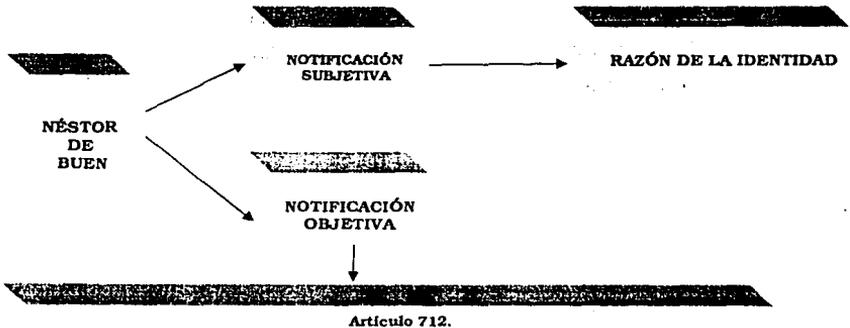 NOTIFICACIÓN
SUBJETIVA
RAZÓN DE LA IDENTIDAD
NÉSTOR
DE
BUEN
NOTIFICACIÓN
OBJETIVA
Artículo 712.